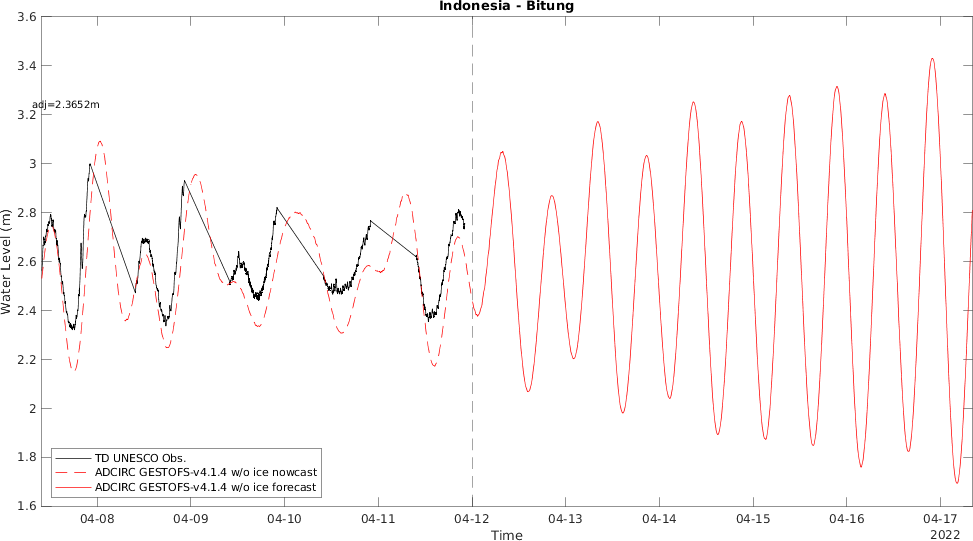 Indonesia - Bitung
3.6
3.4
adj=2.3652m
3.2
3
2.8
2.6
2.4
2.2
2
1.8
1.6
Water Level (m)
TD UNESCO Obs.
ADCIRC GESTOFS-v4.1.4 w/o ice nowcast
ADCIRC GESTOFS-v4.1.4 w/o ice forecast
04-08 04-09 04-10 04-11 04-12 04-13 04-14 04-15 04-16 04-17
2022
Time